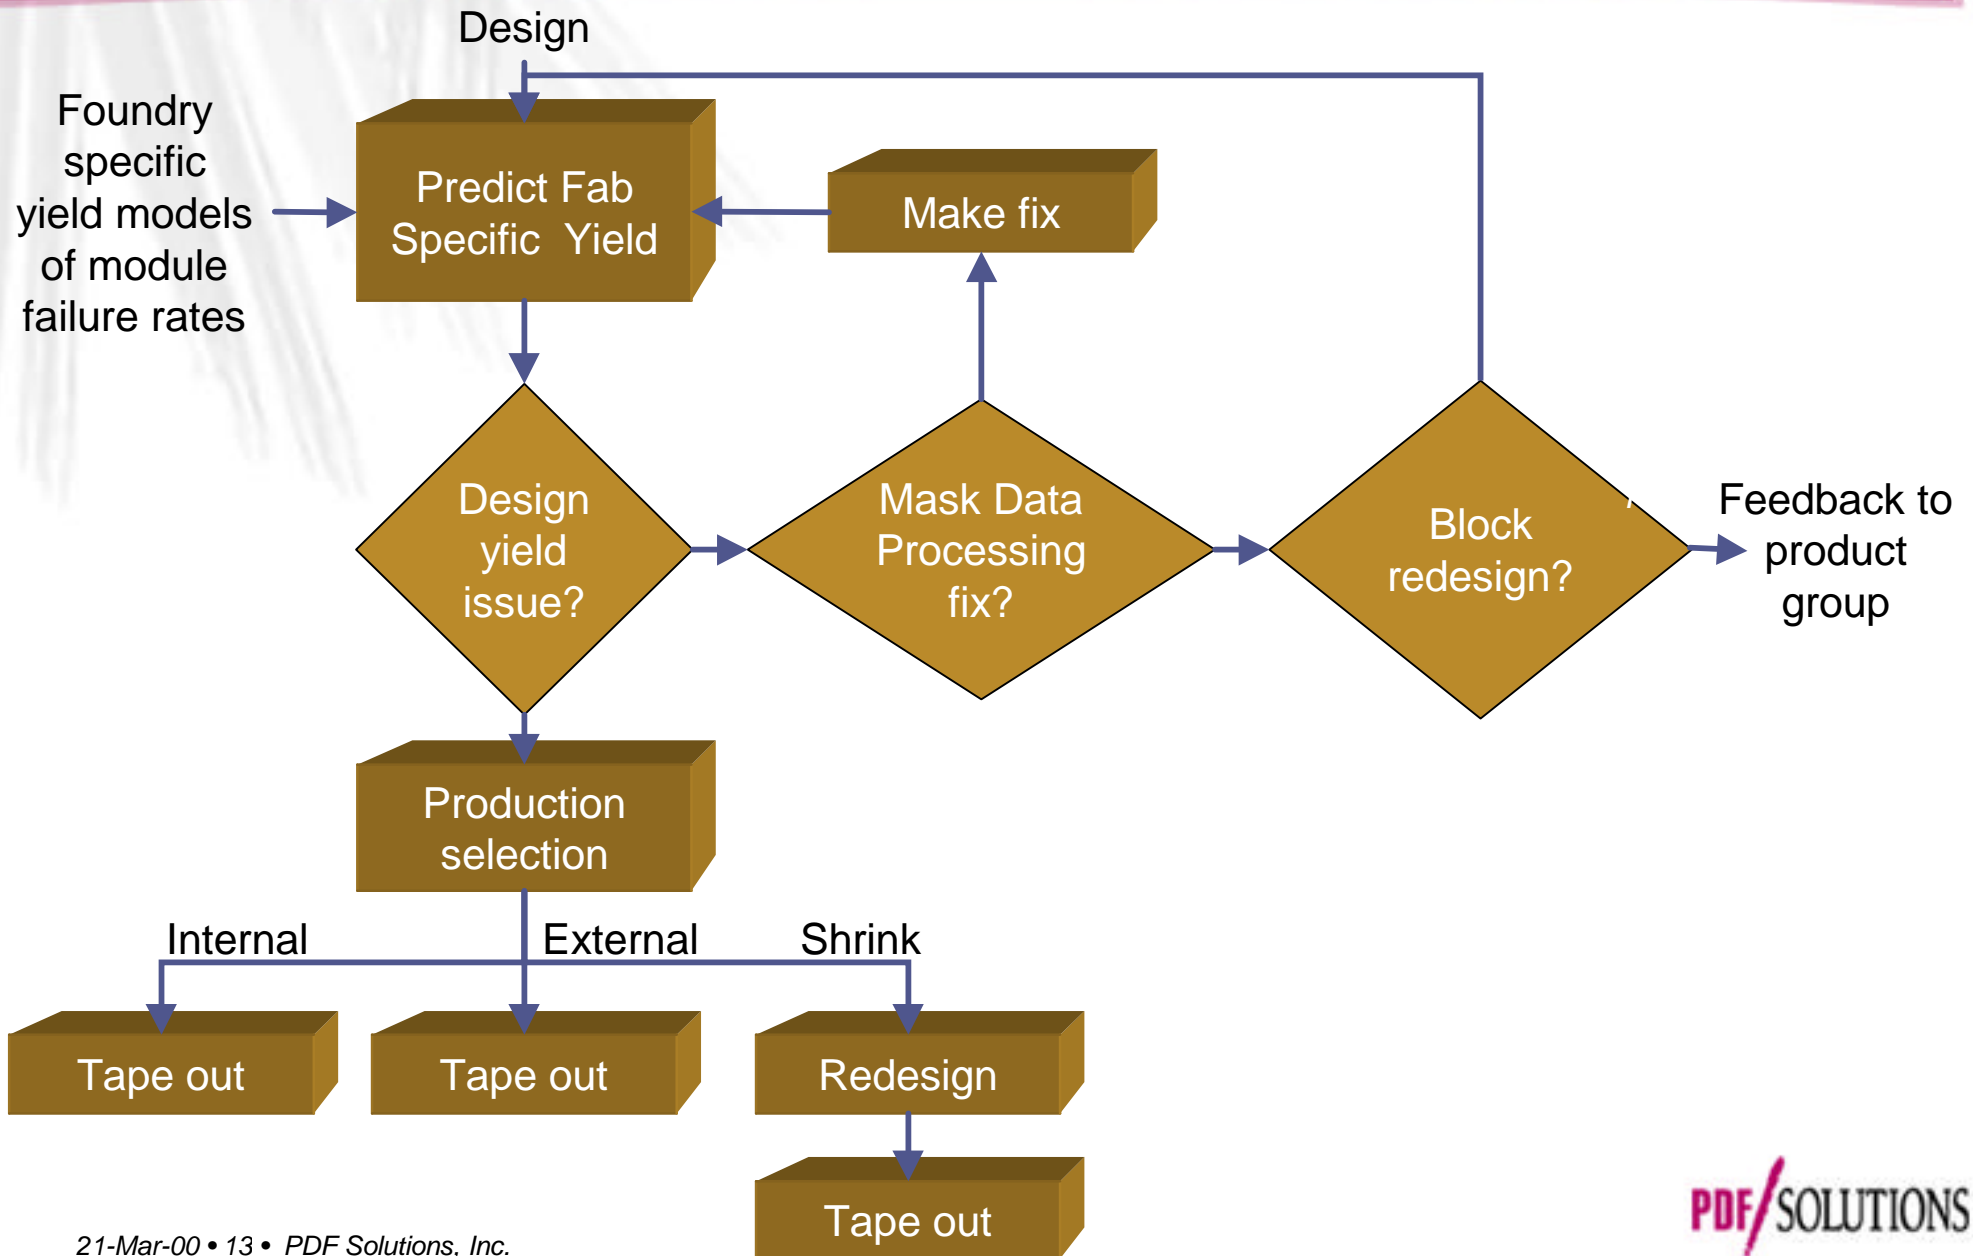 Design
Foundry
specific
yield models
of module
failure rates
Predict Fab
Specific Yield
Make fix
Design
yield
issue?
Mask Data
Processing
fix?
Block
redesign?
Feedback to
product
group
Production
selection
Internal
External
Shrink
Tape out
Tape out
Redesign
Tape out
21-Mar-00 • 13 • PDF Solutions, Inc.
PDF/SOLUTIONS